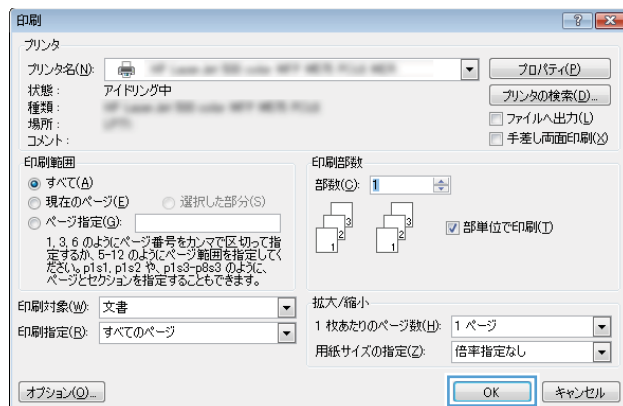 印刷
プリンタ
プリンタ名(N):
プロパティ(P)
状態: アイドリング中
プリンタの検索(D)...
種類:
場所:
ファイルへ出力(L)
コメント:
手差し両面印刷(X)
印刷範囲
すべて(A)
現在のページ(E) 選択した部分(S)
ページ指定(G):
1, 3, 6 のようにページ番号をカンマで区切って指
定するか、5-12 のようにページ範囲を指定してく
ださい。p1s1, p1s2 や、p1s3-p8s3 のように、
ページとセクションを指定することもできます。
印刷部数
部数(C): 1
3 3
2 2
1 1
部単位で印刷(T)
印刷対象(W): 文書
印刷指定(R): すべてのページ
拡大/縮小
1 枚あたりのページ数(H): 1 ページ
用紙サイズの指定(Z): 倍率指定なし
オプション(O)...
OK キャンセル